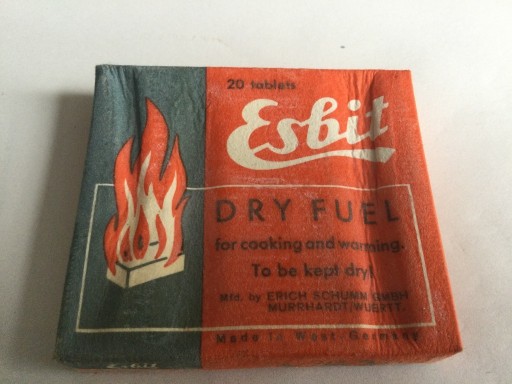 20 tablets
Esbit
DRY FUEL
for cooking and warming.
To be kept dry!
Mfd. by ERICH SCHUMM GMBH
MURRHARDT/WUERTT.
Made in West-Germany
Esbit